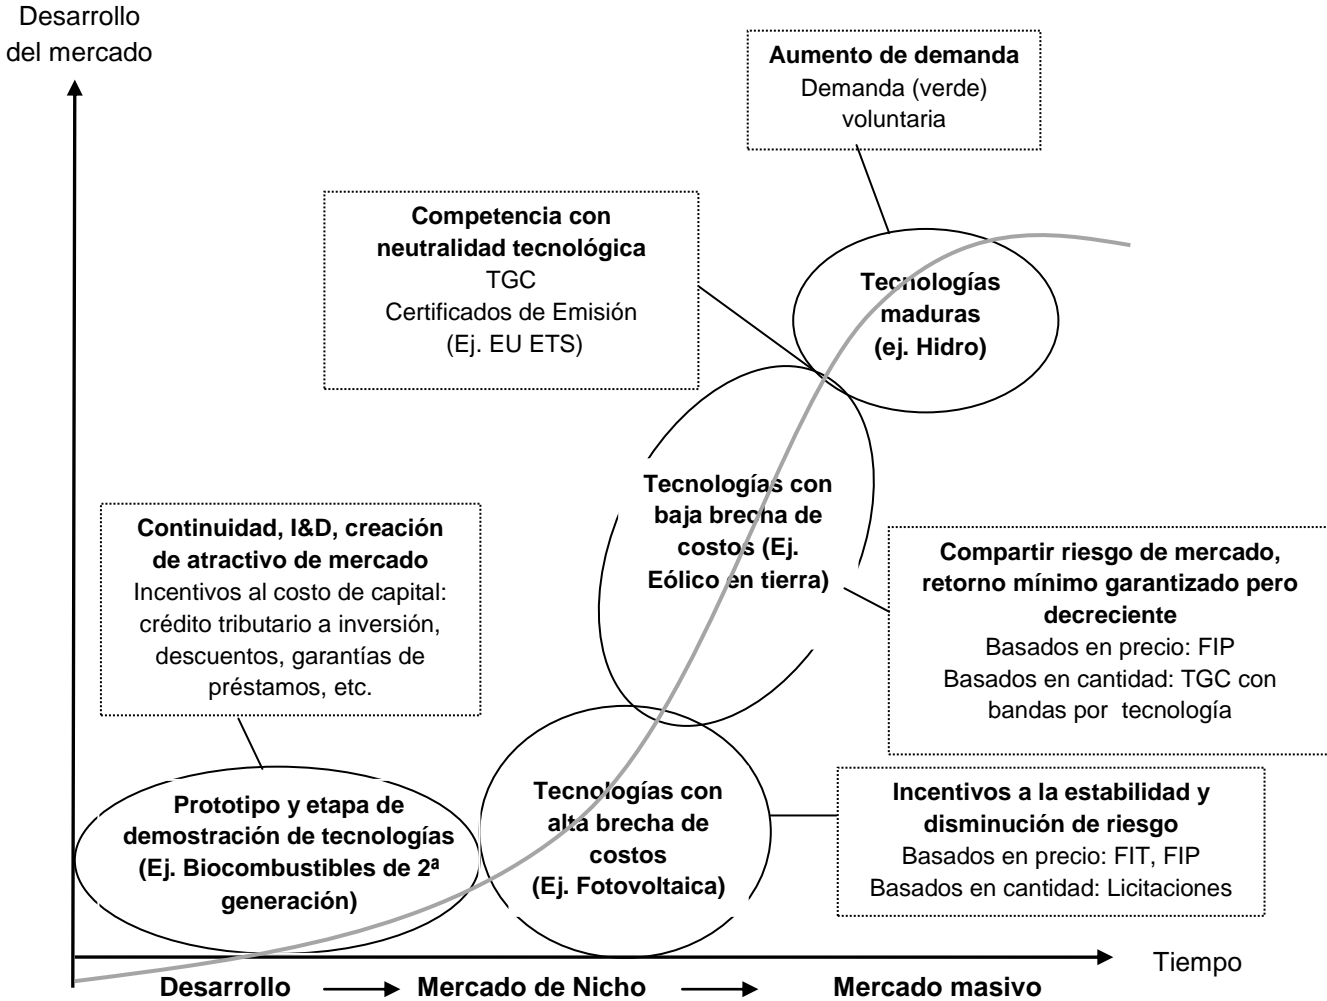 Desarrollo
del mercado
Aumento de demanda
Demanda (verde)
voluntaria
Competencia con
neutralidad tecnológica
TGC
Certificados de Emisión
(Ej. EU ETS)
Tecnologías
maduras
(ej. Hidro)
Tecnologías con
baja brecha de
costos (Ej.
Eólico en tierra)
Continuidad, I&D, creación
de atractivo de mercado
Incentivos al costo de capital:
crédito tributario a inversión,
descuentos, garantías de
préstamos, etc.
Compartir riesgo de mercado,
retorno mínimo garantizado pero
decreciente
Basados en precio: FIP
Basados en cantidad: TGC con
bandas por tecnología
Prototipo y etapa de
demostración de tecnologías
(Ej. Biocombustibles de 2ª
generación)
Tecnologías con
alta brecha de
costos
(Ej. Fotovoltaica)
Incentivos a la estabilidad y
disminución de riesgo
Basados en precio: FIT, FIP
Basados en cantidad: Licitaciones
Tiempo
Desarrollo
Mercado de Nicho
Mercado masivo